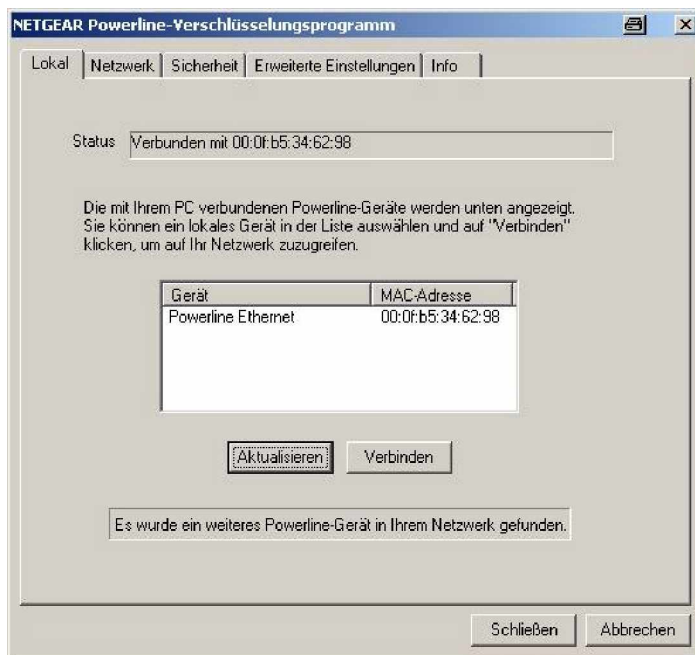 NETGEAR Powerline-Verschlüsselungsprogramm
Lokal Netzwerk Sicherheit Erweiterte Einstellungen Info
Status Verbunden mit 00:0f:b5:34:62:98
Die mit Ihrem PC verbundenen Powerline-Geräte werden unten angezeigt.
Sie können ein lokales Gerät in der Liste auswählen und auf "Verbinden"
klicken, um auf Ihr Netzwerk zuzugreifen.
Gerät MAC-Adresse
Powerline Ethernet 00:0f:b5:34:62:98
Aktualisieren Verbinden
Es wurde ein weiteres Powerline-Gerät in Ihrem Netzwerk gefunden.
Schließen Abbrechen